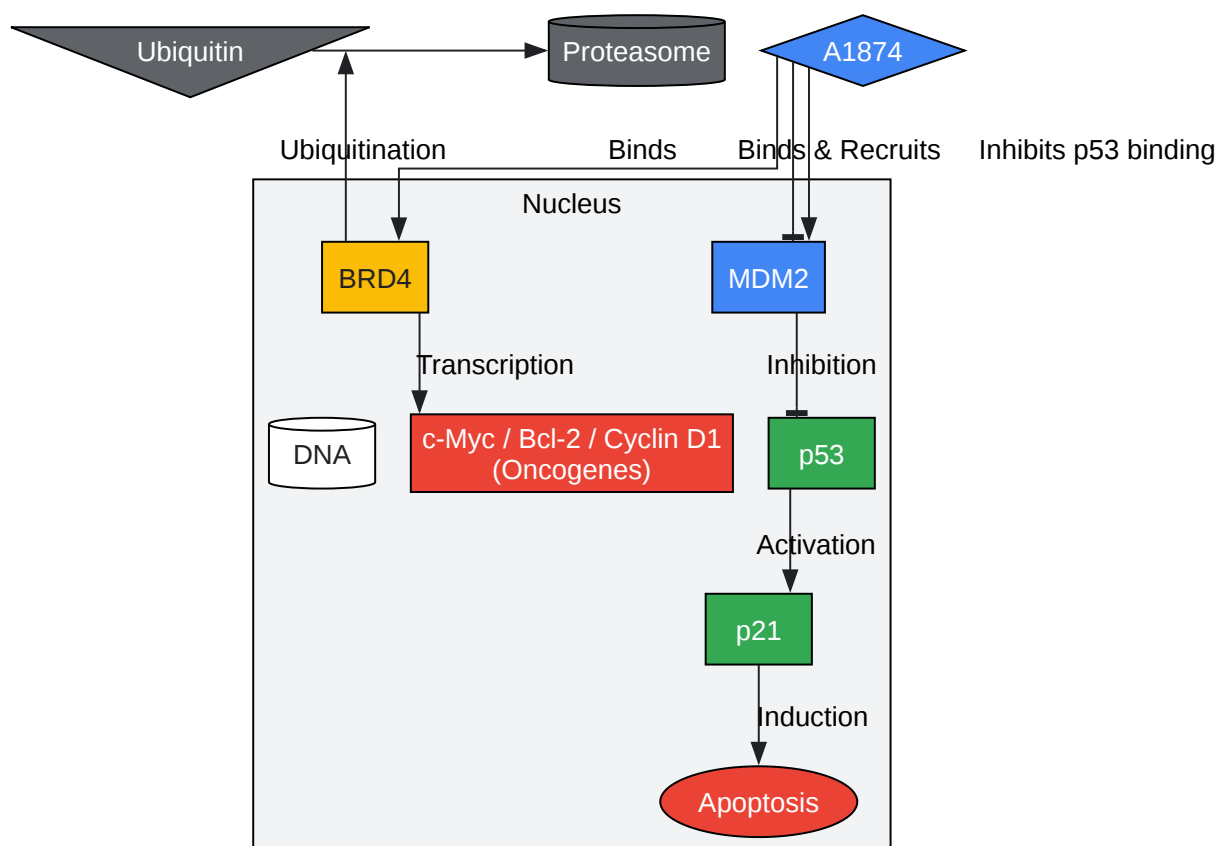 Ubiquitin
Proteasome
A1874
Ubiquitination
Binds
Binds & Recruits
Inhibits p53 binding
Nucleus
BRD4
MDM2
Transcription
Inhibition
DNA
c-Myc / Bcl-2 / Cyclin D1
(Oncogenes)
p53
Activation
p21
Induction
Apoptosis